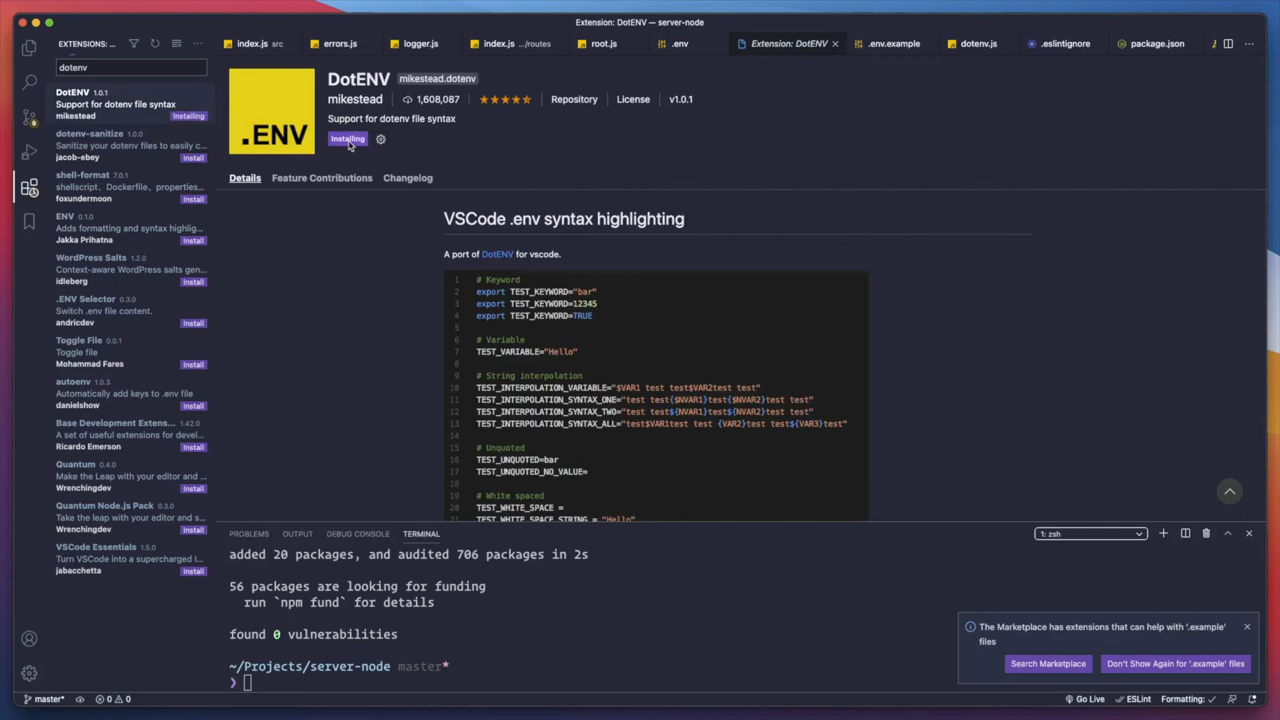 Extension: DotENV — server-node
EXTENSIONS: ...
index.js src
errors.js
logger.js
index.js .../routes
root.js
.env
Extension: DotENV
.env.example
dotenv.js
.eslintignore
package.json
dotenv
DotENV 1.0.1
Support for dotenv file syntax
mikestead
Installing
dotenv-sanitize 1.0.0
Sanitize your dotenv files to easily c...
jacob-ebey
Install
shell-format 7.0.1
shellscript、Dockerfile, properties...
foxundermoon
Install
ENV 0.1.0
Adds formatting and syntax highlig...
Jakka Prihatna
Install
WordPress Salts 1.2.0
Context-aware WordPress salts gen...
idleberg
Install
.ENV Selector 0.3.0
Switch .env file content.
andricdev
Install
Toggle File 0.0.1
Toggle file
Mohammad Fares
Install
autoenv 1.0.3
Automatically add keys to .env file
danielshow
Install
Base Development Extens... 1.42.0
A set of useful extensions for devel...
Ricardo Emerson
Install
Quantum 0.4.0
Make the Leap with your editor and ...
Wrenchingdev
Install
Quantum Node.js Pack 0.3.0
Take the leap with your editor and s...
Wrenchingdev
Install
VSCode Essentials 1.5.0
Turn VSCode into a supercharged I...
jabacchetta
Install
.ENV
DotENV mikestead.dotenv
mikestead 1,608,087 Repository License v1.0.1
Support for dotenv file syntax
Installing
Details Feature Contributions Changelog
VSCode .env syntax highlighting
A port of DotENV for vscode.
1 # Keyword
2 export TEST_KEYWORD="bar"
3 export TEST_KEYWORD=12345
4 export TEST_KEYWORD=TRUE
5
6 # Variable
7 TEST_VARIABLE="Hello"
8
9 # String interpolation
10 TEST_INTERPOLATION_VARIABLE="$VAR1 test test$VAR2test test"
11 TEST_INTERPOLATION_SYNTAX_ONE="test test{$NVAR1}test{$NVAR2}test test"
12 TEST_INTERPOLATION_SYNTAX_TWO="test test${NVAR1}test${NVAR2}test test"
13 TEST_INTERPOLATION_SYNTAX_ALL="test$VAR1test test {VAR2}test test${VAR3}test"
14
15 # Unquoted
16 TEST_UNQUOTED=bar
17 TEST_UNQUOTED_NO_VALUE=
18
19 # White spaced
20 TEST_WHITE_SPACE =
21 TEST_WHITE_SPACE_STRING = "Hello"
PROBLEMS OUTPUT DEBUG CONSOLE TERMINAL
1: zsh
added 20 packages, and audited 706 packages in 2s
56 packages are looking for funding
run `npm fund` for details
found 0 vulnerabilities
~/Projects/server-node master*
❯
The Marketplace has extensions that can help with '.example'
files
Search Marketplace
Don't Show Again for '.example' files
master* 0 0
Go Live
ESLint
Formatting: ✓